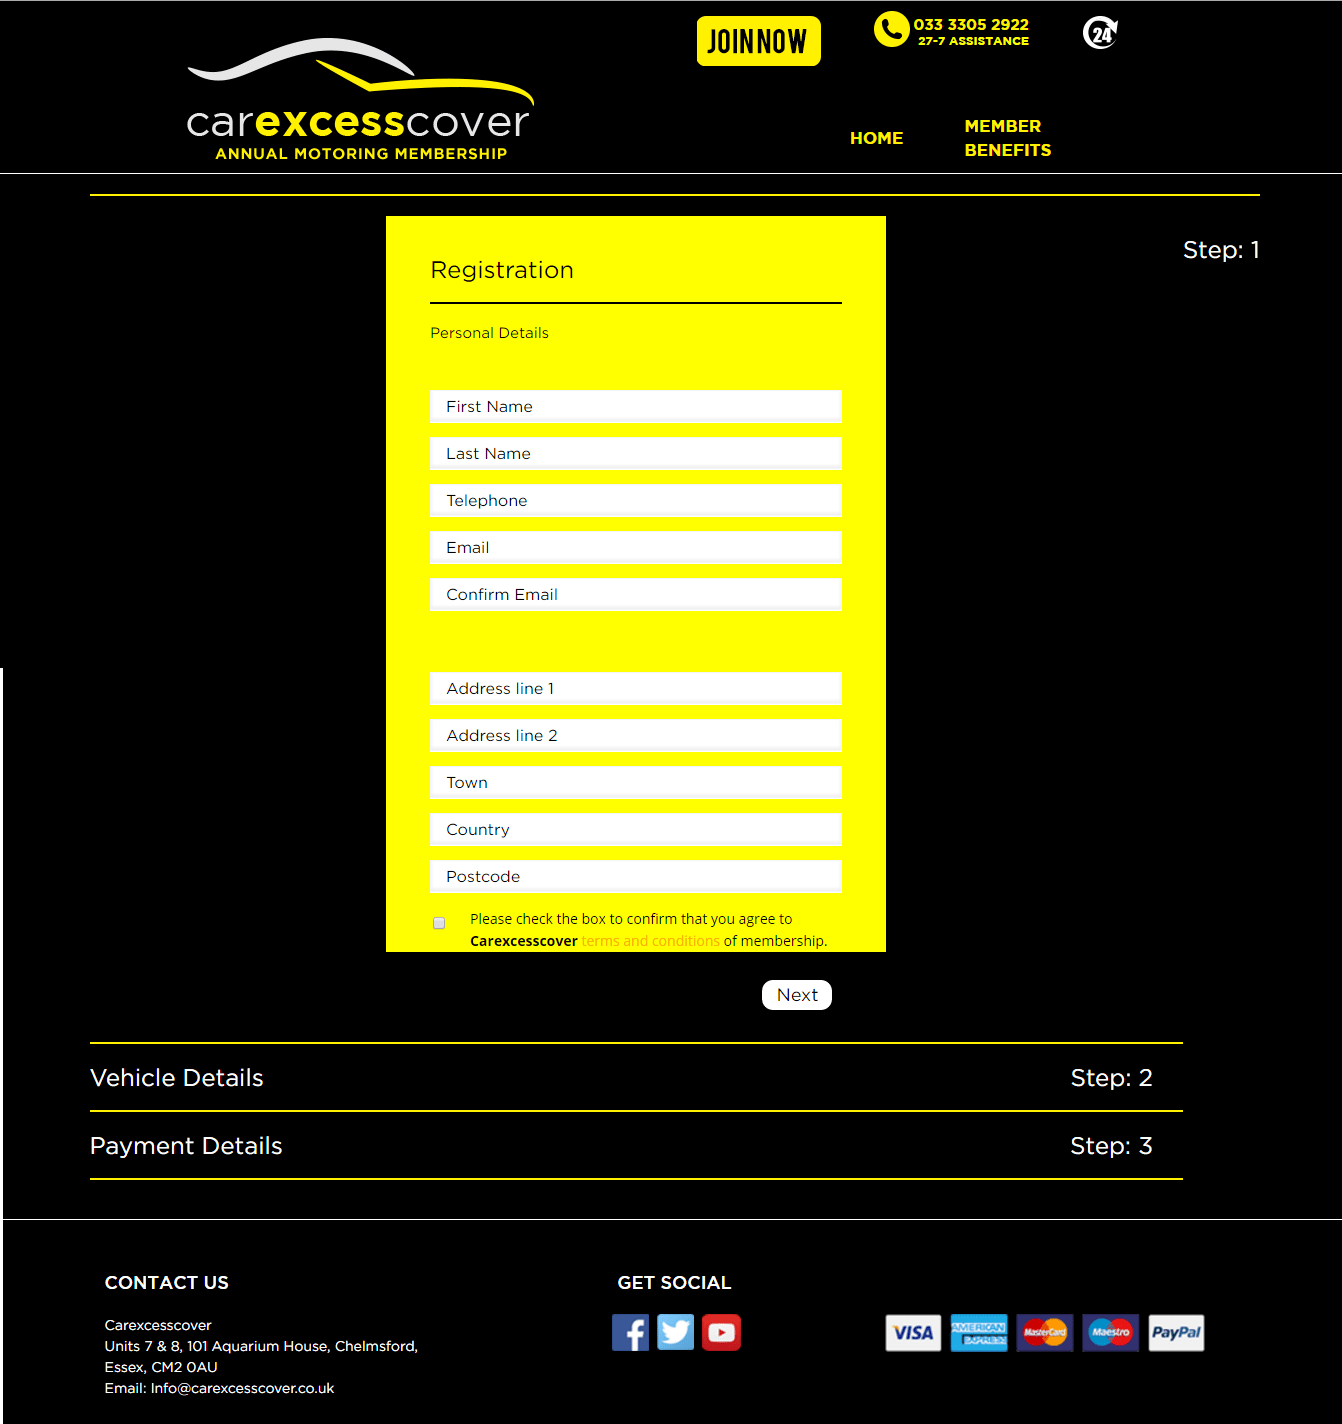 JOIN NOW
033 3305 2922
27-7 ASSISTANCE
24
carexcesscover
ANNUAL MOTORING MEMBERSHIP
HOME
MEMBER
BENEFITS
Step: 1
Registration
Personal Details
First Name
Last Name
Telephone
Email
Confirm Email
Address line 1
Address line 2
Town
Country
Postcode
Please check the box to confirm that you agree to
Carexcesscover terms and conditions of membership.
Next
Vehicle Details Step: 2
Payment Details Step: 3
CONTACT US
Carexcesscover
Units 7 & 8, 101 Aquarium House, Chelmsford,
Essex, CM2 0AU
Email: Info@carexcesscover.co.uk
GET SOCIAL
VISA
AMERICAN
EXPRESS
MasterCard
Maestro
PayPal